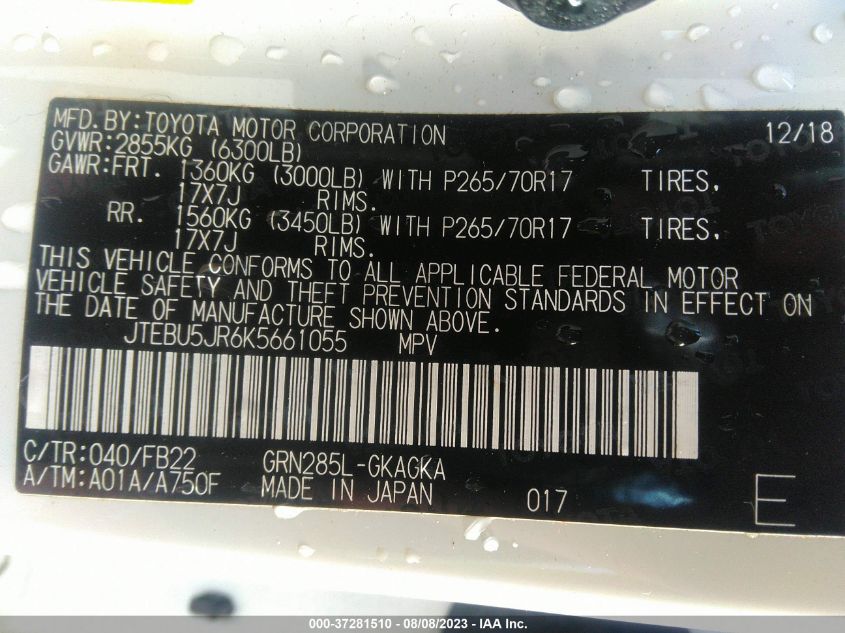 MFD. BY:TOYOTA MOTOR CORPORATION 12/18
GVWR:2855KG (6300LB)
GAWR:FRT. 1360KG (3000LB) WITH P265/70R17 TIRES,
17X7J RIMS.
RR. 1560KG (3450LB) WITH P265/70R17 TIRES,
17X7J RIMS.
THIS VEHICLE CONFORMS TO ALL APPLICABLE FEDERAL MOTOR
VEHICLE SAFETY AND THEFT PREVENTION STANDARDS IN EFFECT ON
THE DATE OF MANUFACTURE SHOWN ABOVE.
JTEBU5JR6K5661055 MPV
C/TR:040/FB22 GRN285L-GKAGKA
A/TM:A01A/A750F MADE IN JAPAN 017 E
000-37281510 - 08/08/2023 - IAA Inc.